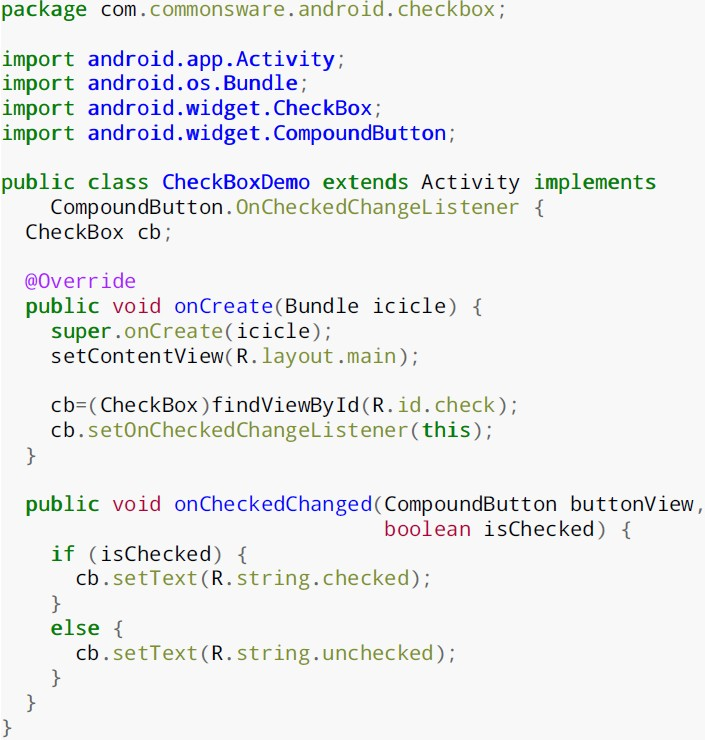 package com.commonsware.android.checkbox;

import android.app.Activity;
import android.os.Bundle;
import android.widget.CheckBox;
import android.widget.CompoundButton;

public class CheckBoxDemo extends Activity implements
    CompoundButton.OnCheckedChangeListener {
  CheckBox cb;

  @Override
  public void onCreate(Bundle icicle) {
    super.onCreate(icicle);
    setContentView(R.layout.main);

    cb=(CheckBox)findViewById(R.id.check);
    cb.setOnCheckedChangeListener(this);
  }

  public void onCheckedChanged(CompoundButton buttonView,
                               boolean isChecked) {
    if (isChecked) {
      cb.setText(R.string.checked);
    }
    else {
      cb.setText(R.string.unchecked);
    }
  }
}